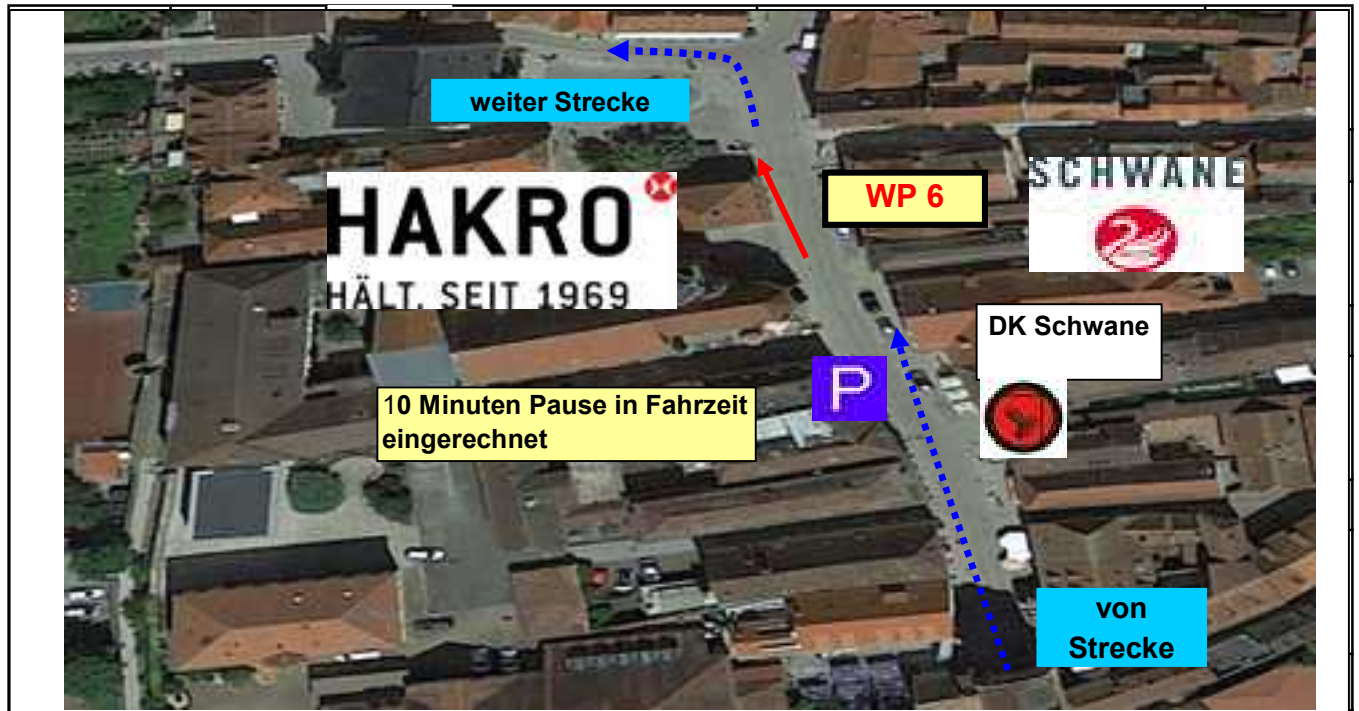 weiter Strecke
WP 6
SCHWANE
HAKRO
HÄLT. SEIT 1969
DK Schwane
P
10 Minuten Pause in Fahrzeit
eingerechnet
von
Strecke